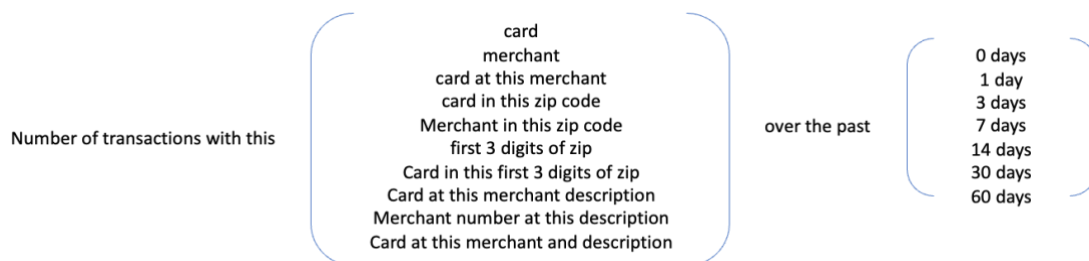 card
merchant
card at this merchant
card in this zip code
Merchant in this zip code
first 3 digits of zip
Card in this first 3 digits of zip
Card at this merchant description
Merchant number at this description
Card at this merchant and description
Number of transactions with this
over the past
0 days
1 day
3 days
7 days
14 days
30 days
60 days